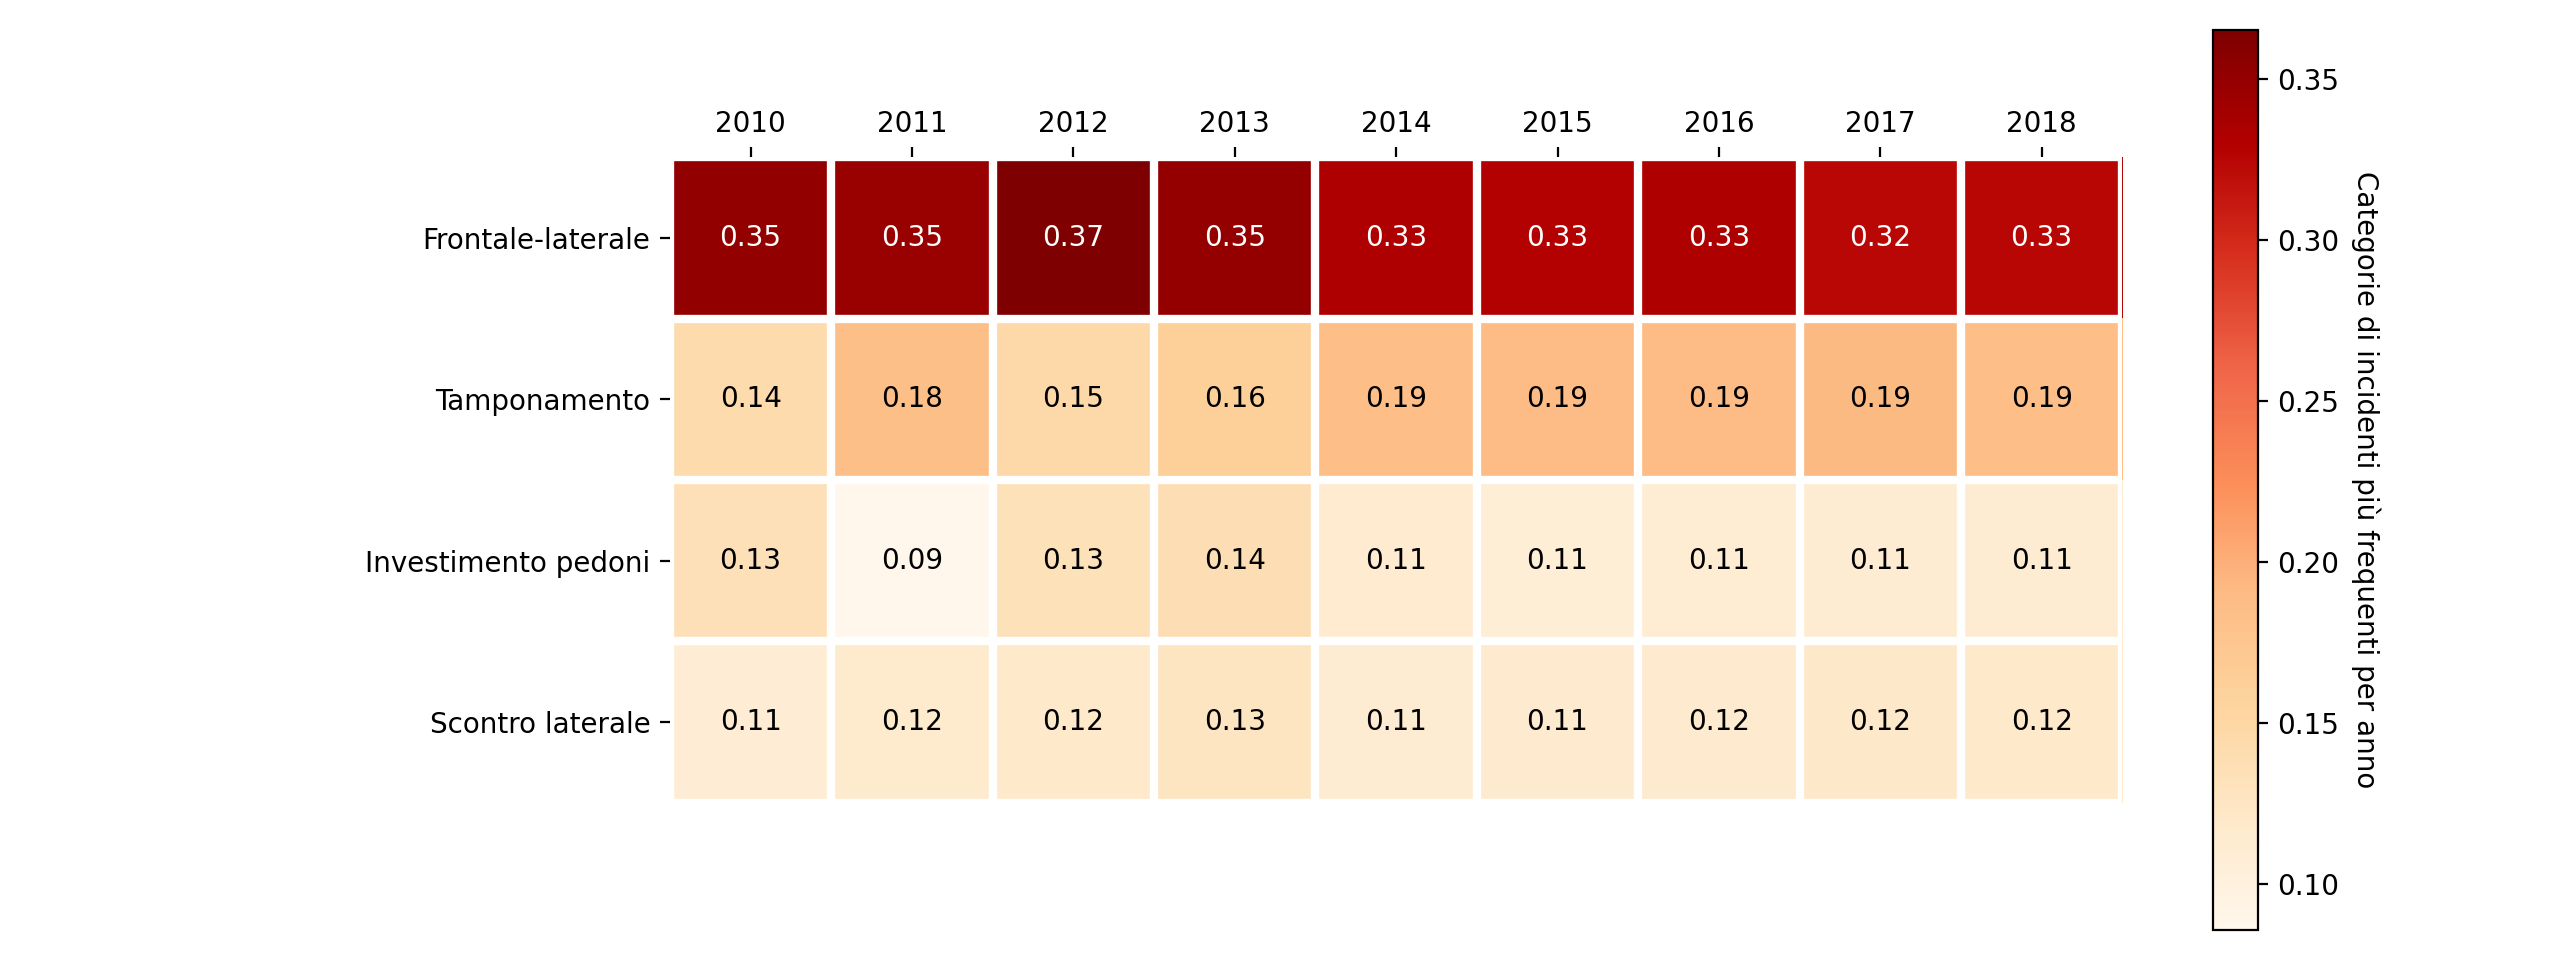 2010 2011 2012 2013 2014 2015 2016 2017 2018
Frontale-laterale 0.35 0.35 0.37 0.35 0.33 0.33 0.33 0.32 0.33
Tamponamento 0.14 0.18 0.15 0.16 0.19 0.19 0.19 0.19 0.19
Investimento pedoni 0.13 0.09 0.13 0.14 0.11 0.11 0.11 0.11 0.11
Scontro laterale 0.11 0.12 0.12 0.13 0.11 0.11 0.12 0.12 0.12
0.35
0.30
0.25
0.20
0.15
0.10
Categorie di incidenti più frequenti per anno